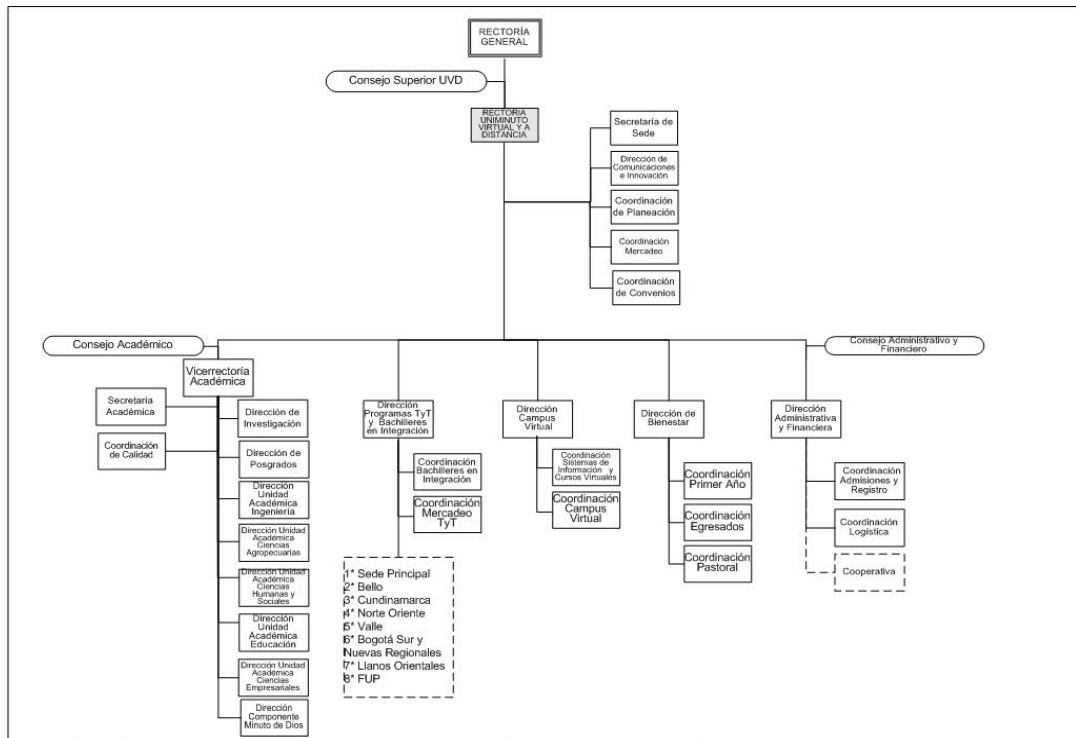 RECTORÍA
GENERAL
Consejo Superior UVD
RECTORIA
UNIMINUTO
VIRTUAL Y A
DISTANCIA
Secretaría de
Sede
Dirección de
Comunicaciones
e Innovación
Coordinación
de Planeación
Coordinación
Mercadeo
Coordinación
de Convenios
Consejo Académico
Consejo Administrativo y
Financiero
Vicerrectoría
Académica
Secretaría
Académica
Coordinación
de Calidad
Dirección de
Investigación
Dirección de
Posgrados
Dirección
Unidad
Académica
Ingeniería
Dirección Unidad
Académica
Ciencias
Agropecuarias
Dirección Unidad
Académica
Ciencias
Humanas y
Sociales
Dirección
Unidad
Académica
Educación
Dirección Unidad
Académica
Ciencias
Empresariales
Dirección
Componente
Minuto de Dios
Dirección
Programas TyT
y Bachilleres
en Integración
Coordinación
Bachilleres en
Integración
Coordinación
Mercadeo
TyT
1* Sede Principal
2* Bello
3* Cundinamarca
4* Norte Oriente
5* Valle
6* Bogotá Sur y
Nuevas Regionales
7* Llanos Orientales
8* FUP
Dirección
Campus
Virtual
Coordinación
Sistemas de
Información y
Cursos Virtuales
Coordinación
Campus
Virtual
Dirección de
Bienestar
Coordinación
Primer Año
Coordinación
Egresados
Coordinación
Pastoral
Dirección
Administrativa
y Financiera
Coordinación
Admisiones y
Registro
Coordinación
Logística
Cooperativa